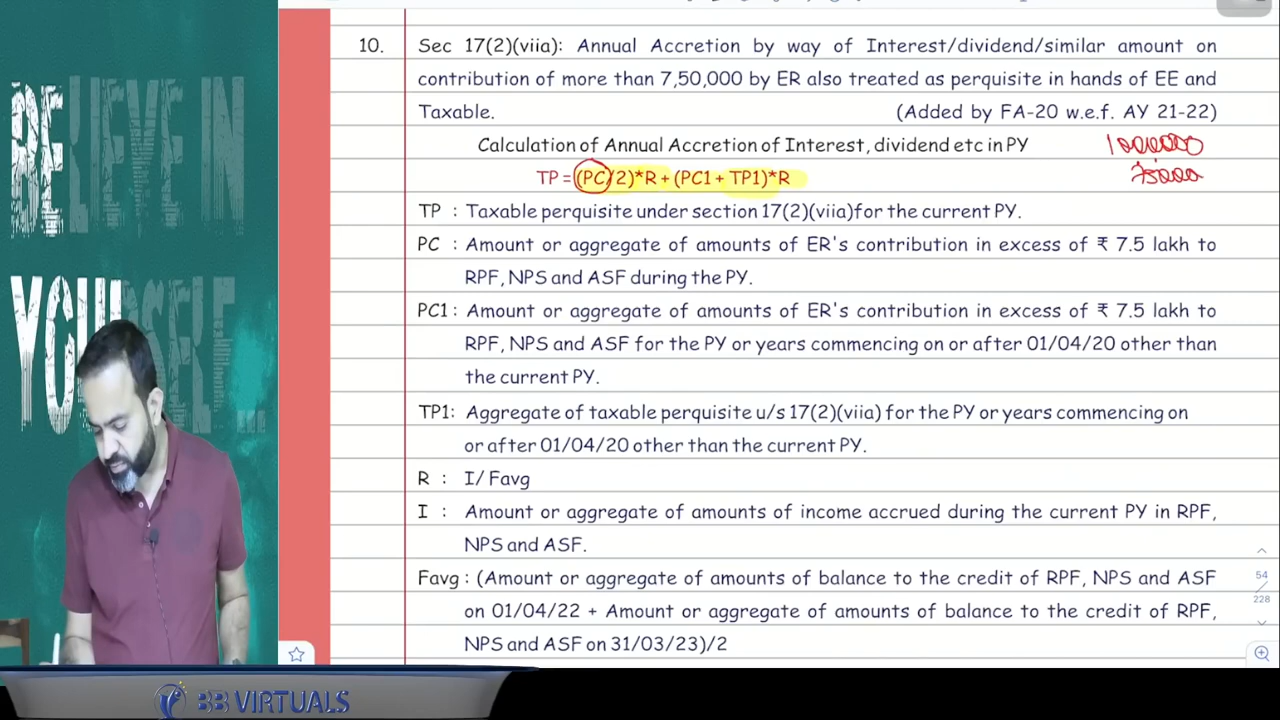 BELIEVE IN
YOURSELF...
10. Sec 17(2)(viia): Annual Accretion by way of Interest/dividend/similar amount on
contribution of more than 7,50,000 by ER also treated as perquisite in hands of EE and
Taxable. (Added by FA-20 w.e.f. AY 21-22)
Calculation of Annual Accretion of Interest, dividend etc in PY
TP = (PC/2)*R + (PC1 + TP1)*R
TP : Taxable perquisite under section 17(2)(viia)for the current PY.
PC : Amount or aggregate of amounts of ER's contribution in excess of ₹ 7.5 lakh to
RPF, NPS and ASF during the PY.
PC1 : Amount or aggregate of amounts of ER's contribution in excess of ₹ 7.5 lakh to
RPF, NPS and ASF for the PY or years commencing on or after 01/04/20 other than
the current PY.
TP1: Aggregate of taxable perquisite u/s 17(2)(viia) for the PY or years commencing on
or after 01/04/20 other than the current PY.
R : I/ Favg
I : Amount or aggregate of amounts of income accrued during the current PY in RPF,
NPS and ASF.
Favg : (Amount or aggregate of amounts of balance to the credit of RPF, NPS and ASF
on 01/04/22 + Amount or aggregate of amounts of balance to the credit of RPF,
NPS and ASF on 31/03/23)/2
54
228
BB VIRTUALS